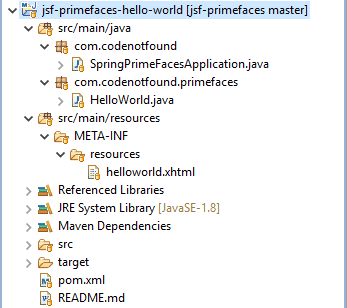 jsf-primefaces-hello-world [jsf-primefaces master]
src/main/java
com.codenotfound
SpringPrimeFacesApplication.java
com.codenotfound.primefaces
HelloWorld.java
src/main/resources
META-INF
resources
helloworld.xhtml
Referenced Libraries
JRE System Library [JavaSE-1.8]
Maven Dependencies
src
target
pom.xml
README.md